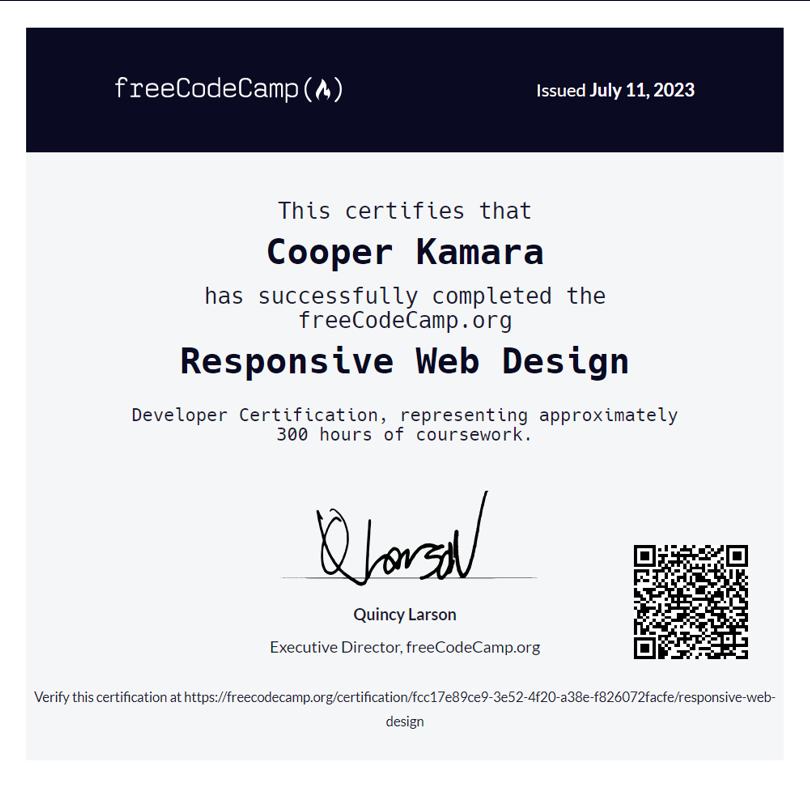 freeCodeCamp
Issued July 11, 2023
This certifies that
Cooper Kamara
has successfully completed the
freeCodeCamp.org
Responsive Web Design
Developer Certification, representing approximately
300 hours of coursework.
Q Larson
Quincy Larson
Executive Director, freeCodeCamp.org
Verify this certification at https://freecodecamp.org/certification/fcc17e89ce9-3e52-4f20-a38e-f826072facfe/responsive-web-
design